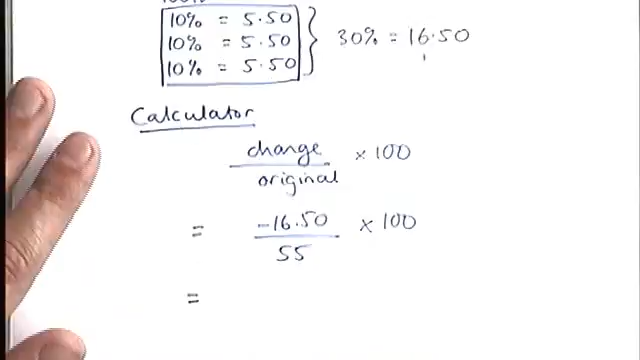 10% = 5.50
10% = 5.50
10% = 5.50
30% = 16.50
Calculator
change
original
× 100
= -16.50
55
× 100
=